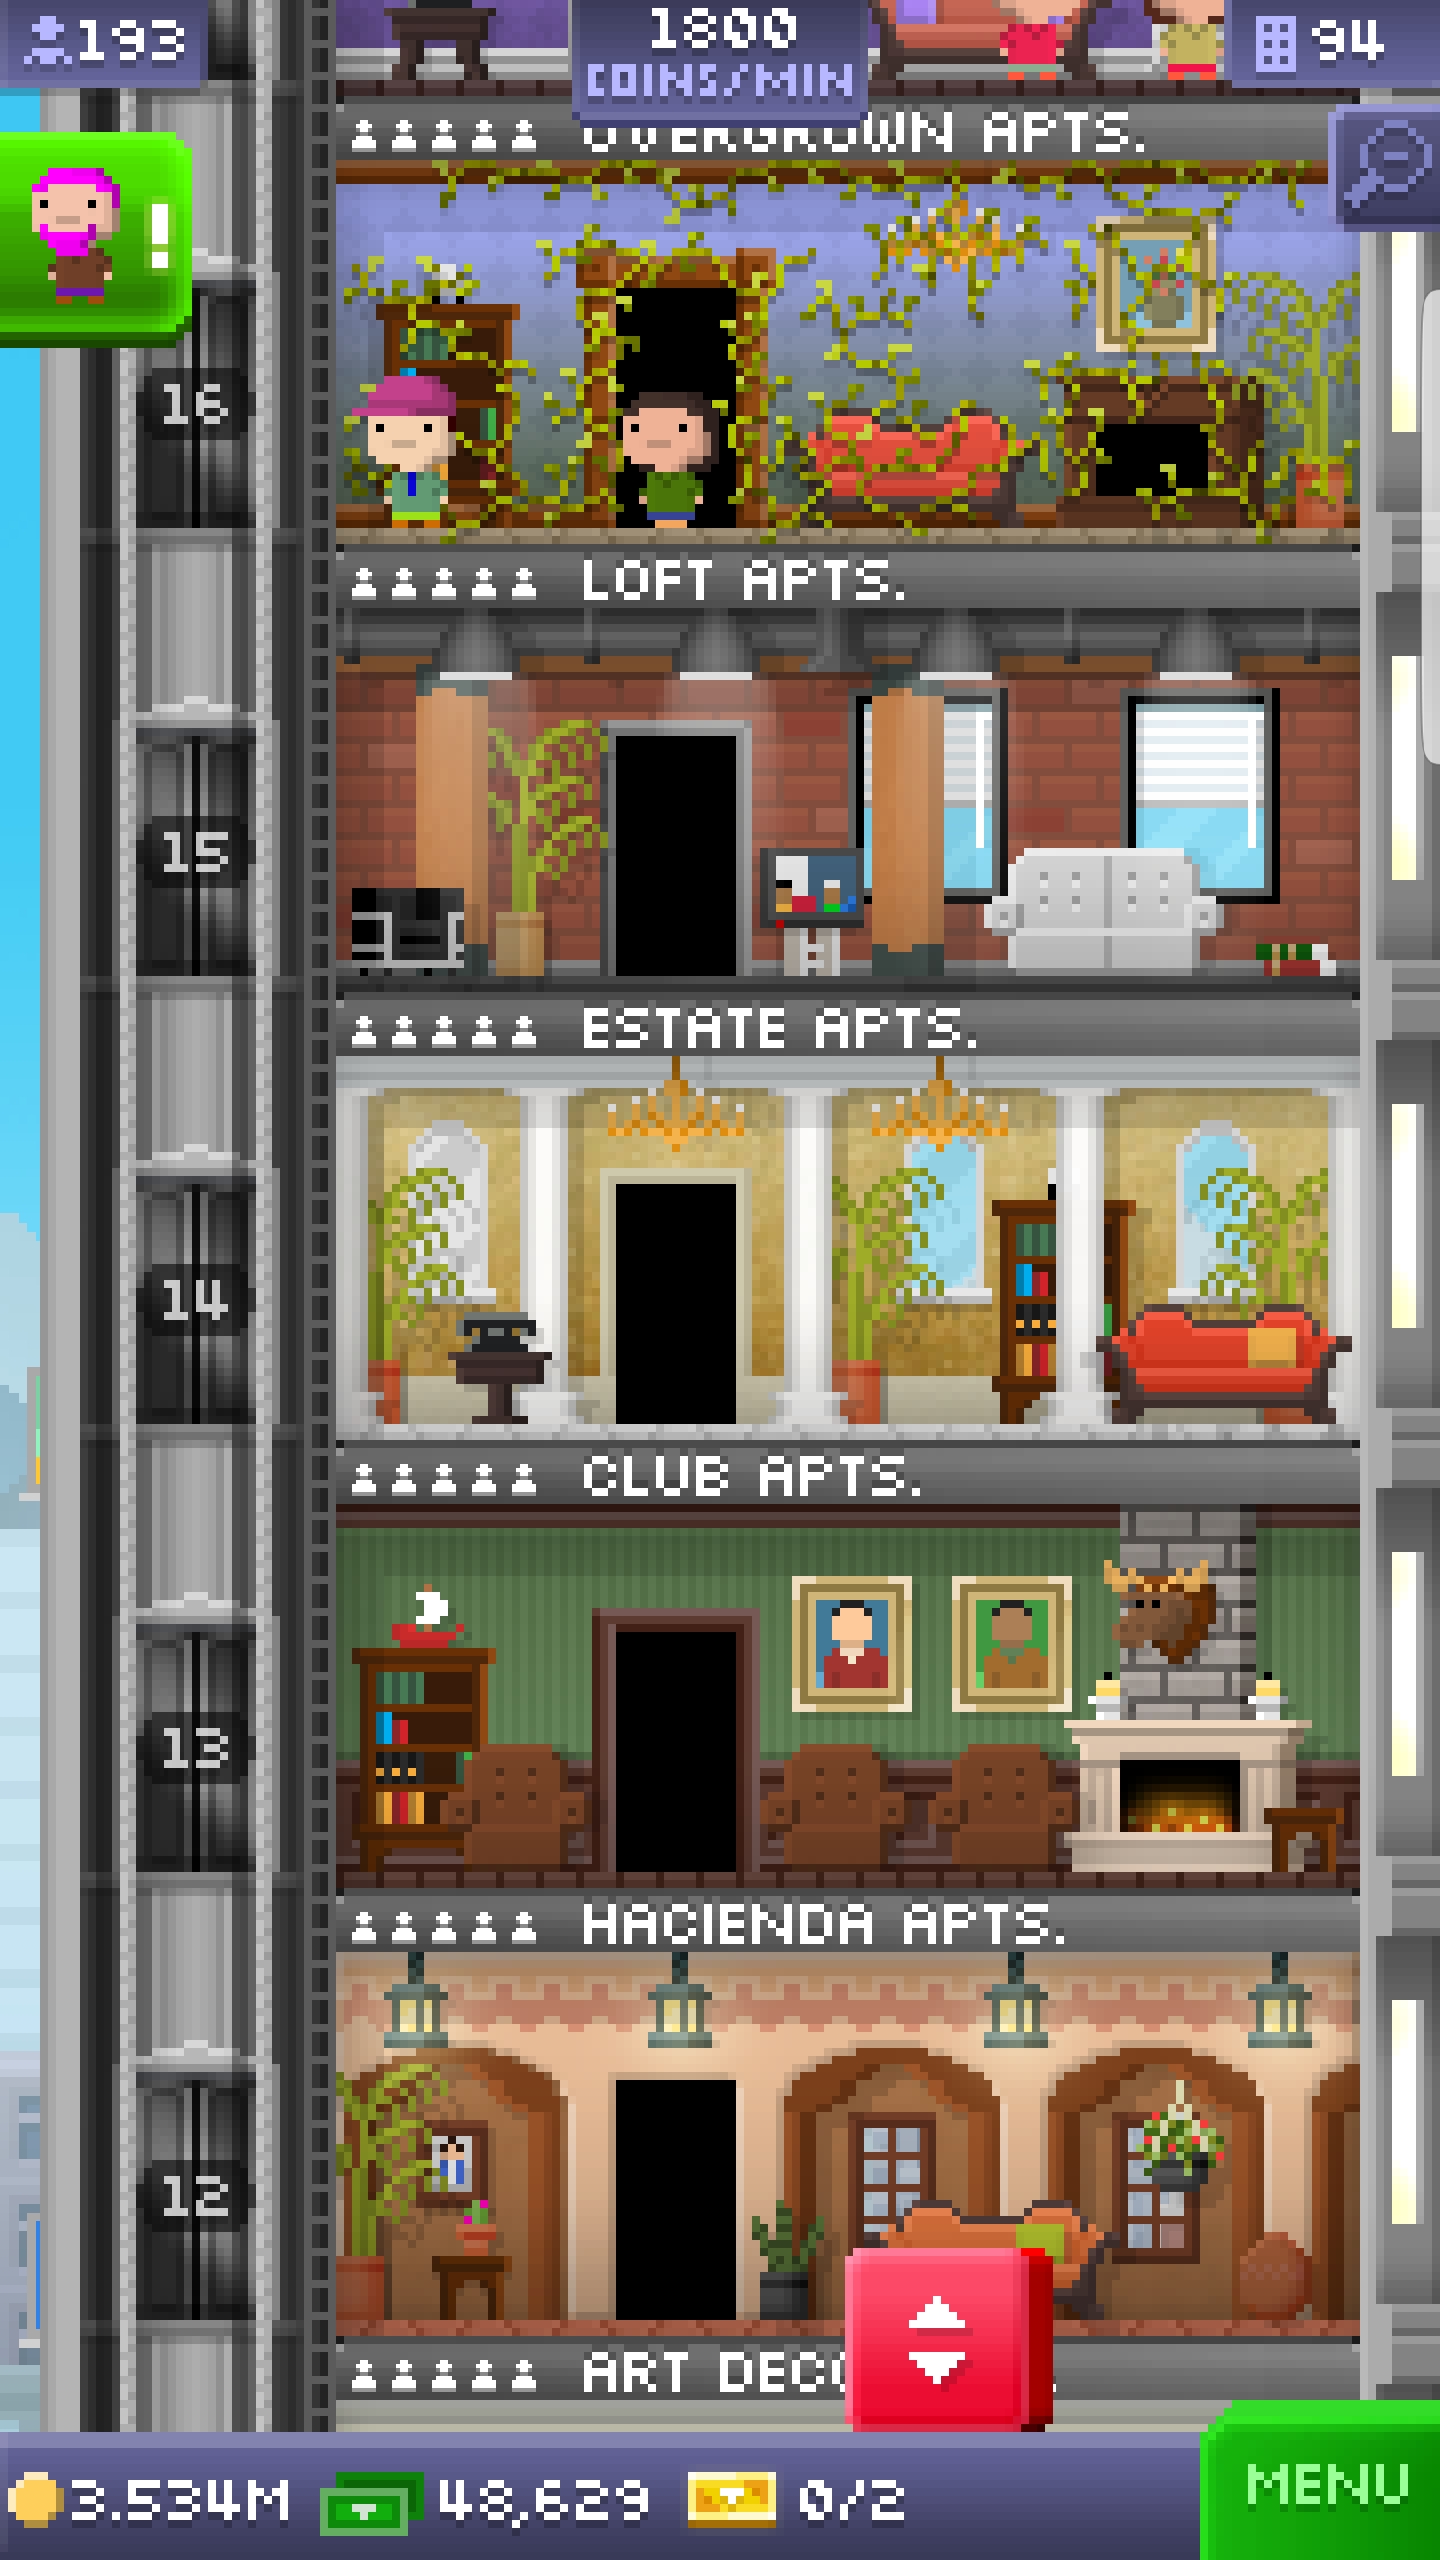 193
1800
COINS/MIN
94
OVERGROWN APTS.
!
16
LOFT APTS.
15
ESTATE APTS.
14
CLUB APTS.
13
HACIENDA APTS.
12
ART DECO
3.534M
48,629
0/2
MENU